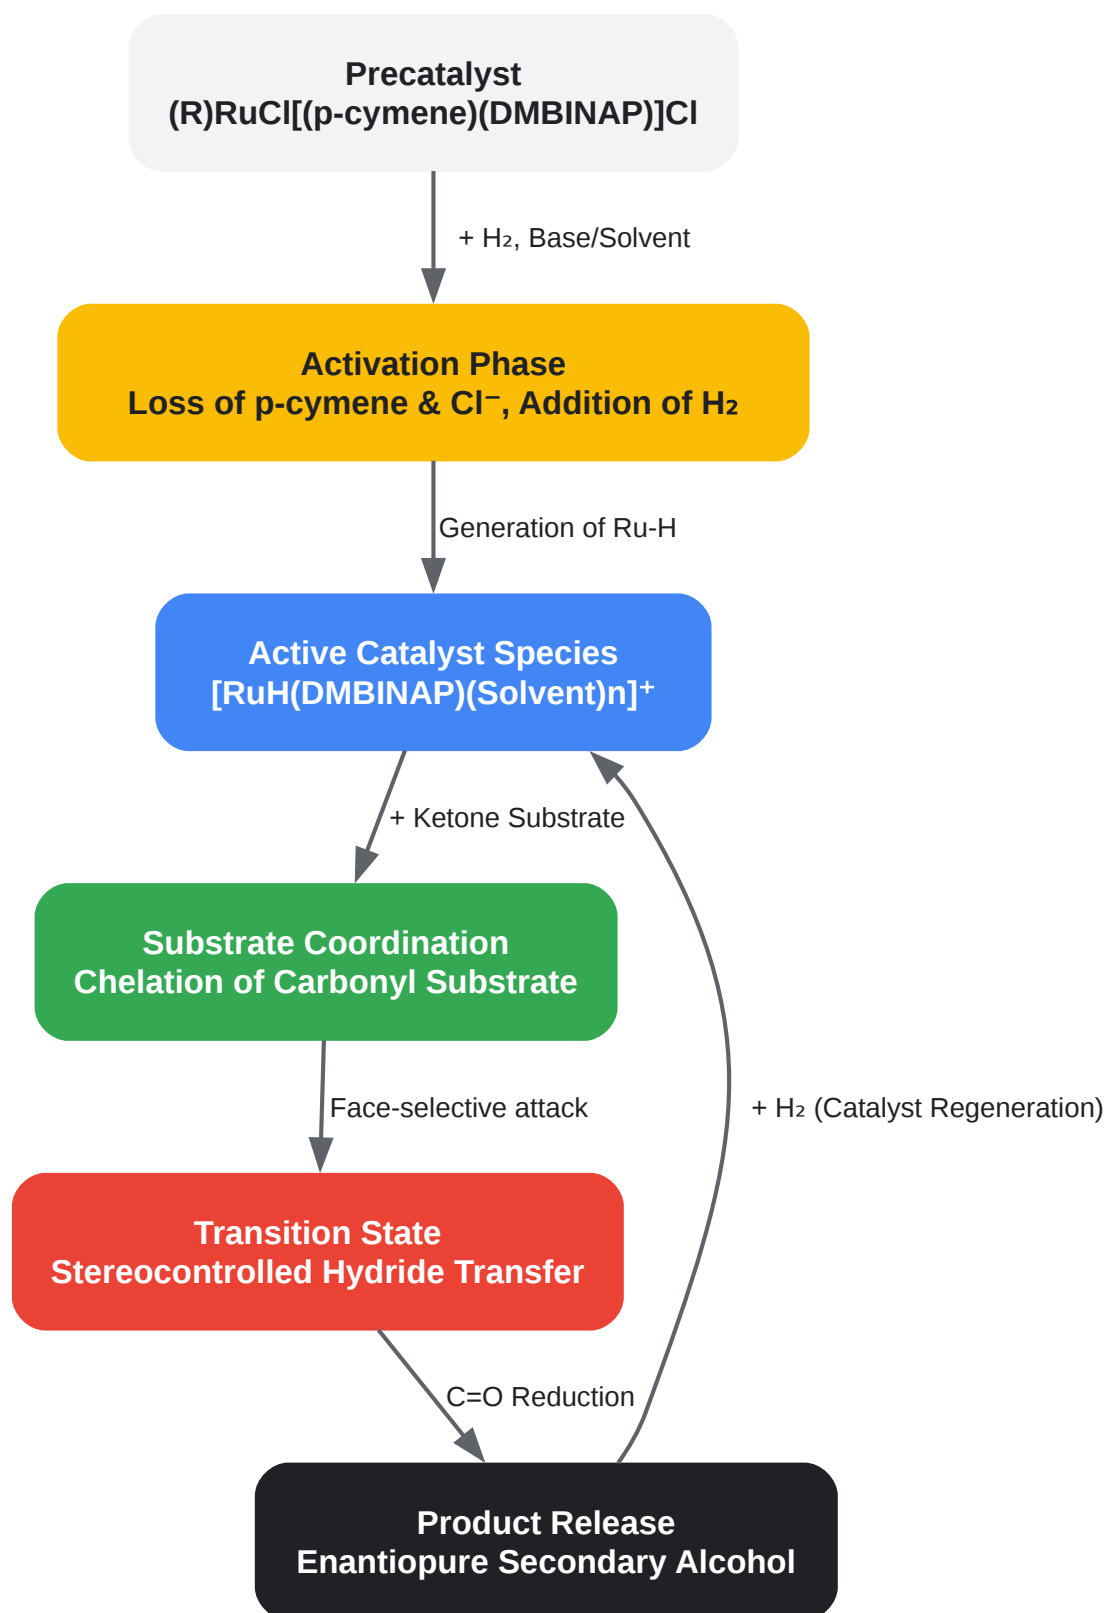 Precatalyst
(R)RuCl[(p-cymene)(DMBINAP)]Cl
+ H₂, Base/Solvent
Activation Phase
Loss of p-cymene & Cl⁻, Addition of H₂
Generation of Ru-H
Active Catalyst Species
[RuH(DMBINAP)(Solvent)n]⁺
+ Ketone Substrate
Substrate Coordination
Chelation of Carbonyl Substrate
Face-selective attack
+ H₂ (Catalyst Regeneration)
Transition State
Stereocontrolled Hydride Transfer
C=O Reduction
Product Release
Enantiopure Secondary Alcohol